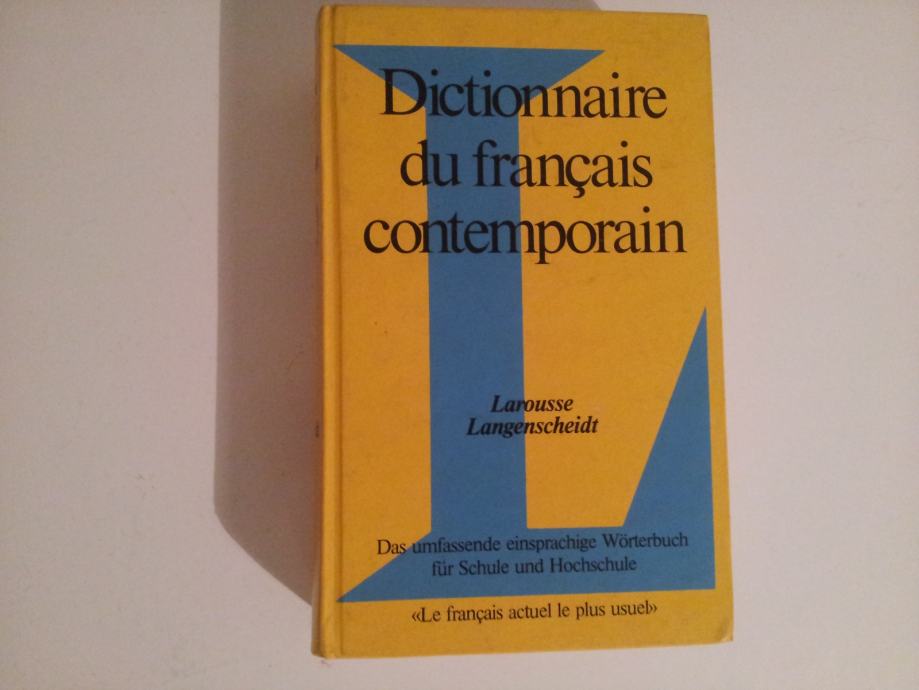 Dictionnaire
du français
contemporain
Larousse
Langenscheidt
Das umfassende einsprachige Wörterbuch
für Schule und Hochschule
«Le français actuel le plus usuel»